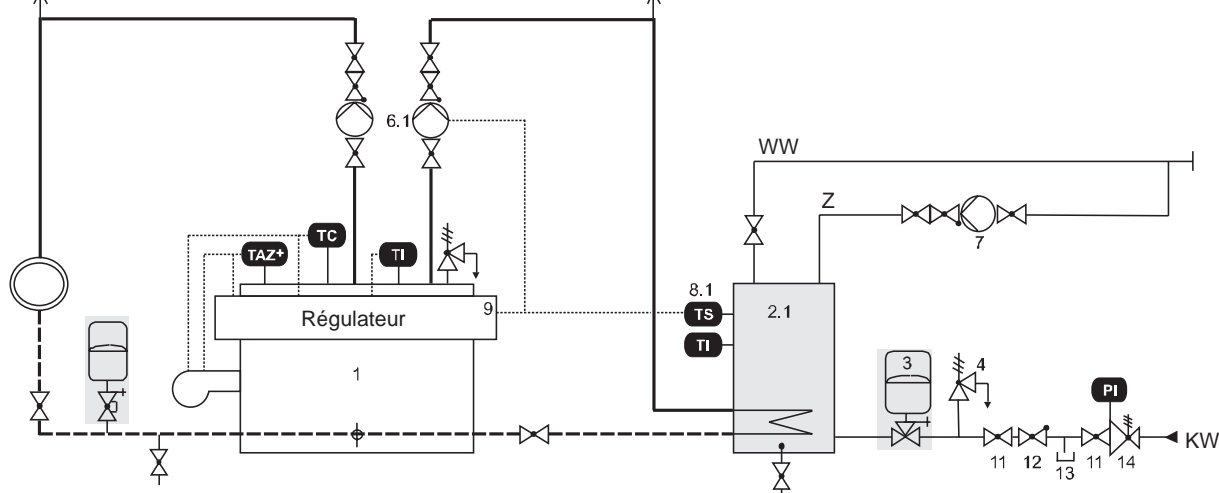 6.1
WW
Z
7
TC
TAZ+
TI
8.1
9
TS
2.1
Régulateur
TI
1
3
4
PI
KW
11
12
13
11
14